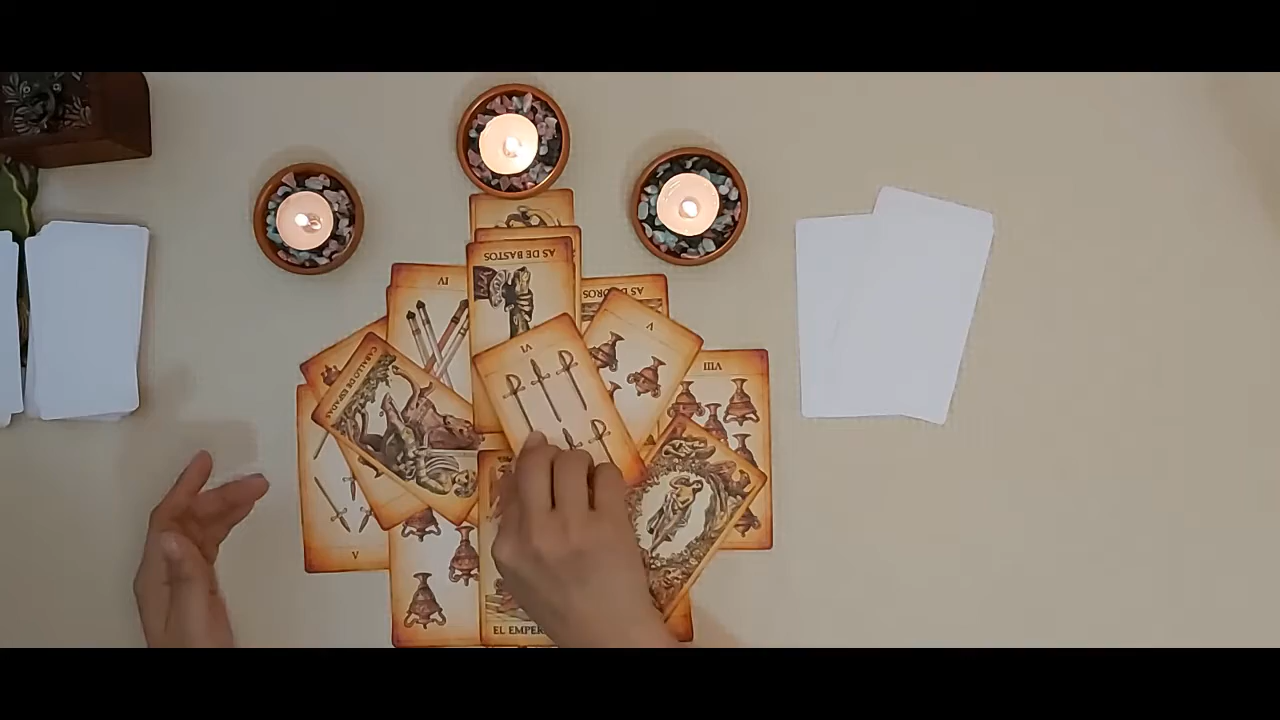 AS DE BASTOS
IV
AS DE OROS
V
VI
CABALLO DE ESPADAS
VIII
V
EL EMPER